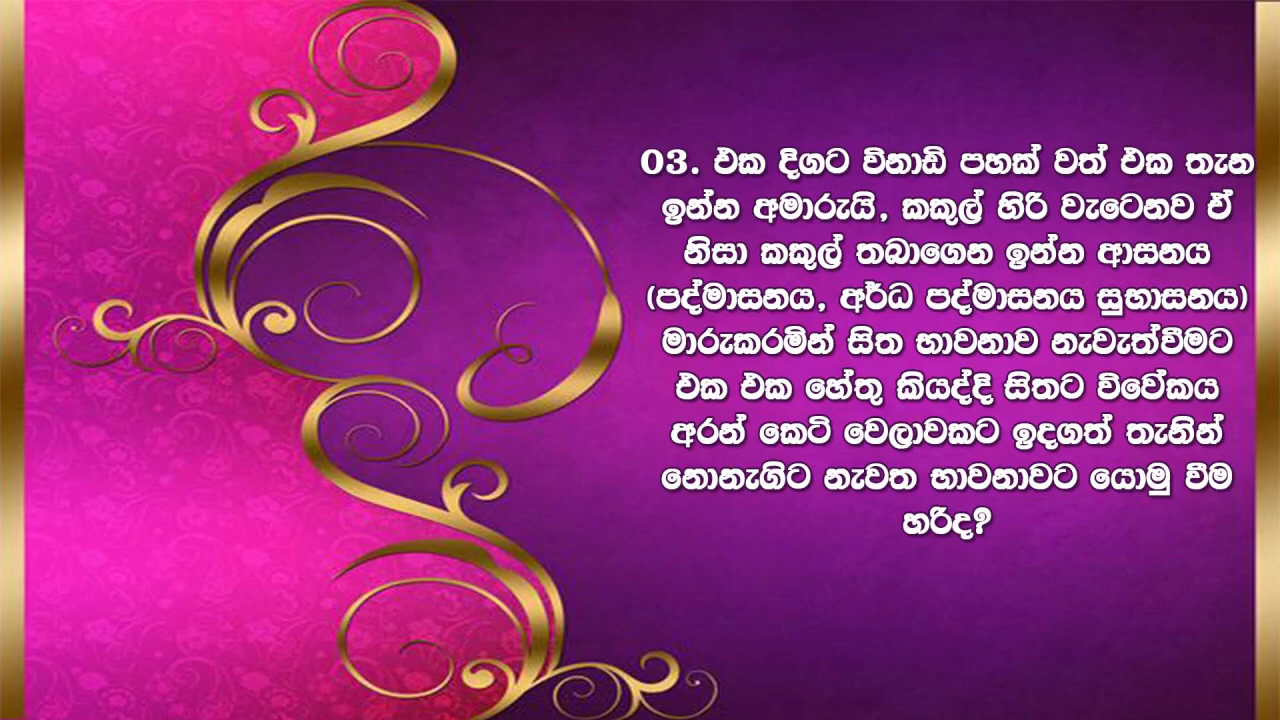 03. එක දිගට විනාඩි පහක් වත් එක තැන
ඉන්න අමාරුයි, කකුල් හිරි වැටෙනව ඒ
නිසා කකුල් තබාගෙන ඉන්න ආසනය
(පද්මාසනය, අර්ධ පද්මාසනය සුභාසනය)
මාරුකරමින් සිත භාවනාව නැවැත්වීමට
එක එක හේතු කියද්දි සිතට විවේකය
අරන් කෙටි වෙලාවකට ඉදගත් තැනින්
නොනැගිට නැවත භාවනාවට යොමු වීම
හරිද?